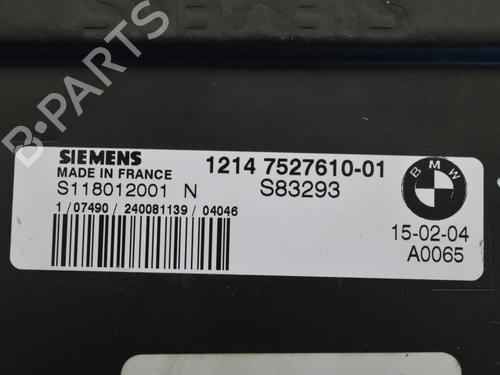 SIEMENS
SIEMENS 1214 7527610-01
MADE IN FRANCE
S118012001 N S83293
BMW
1/07490/240081139/04046
15-02-04
A0065
B-PARTS